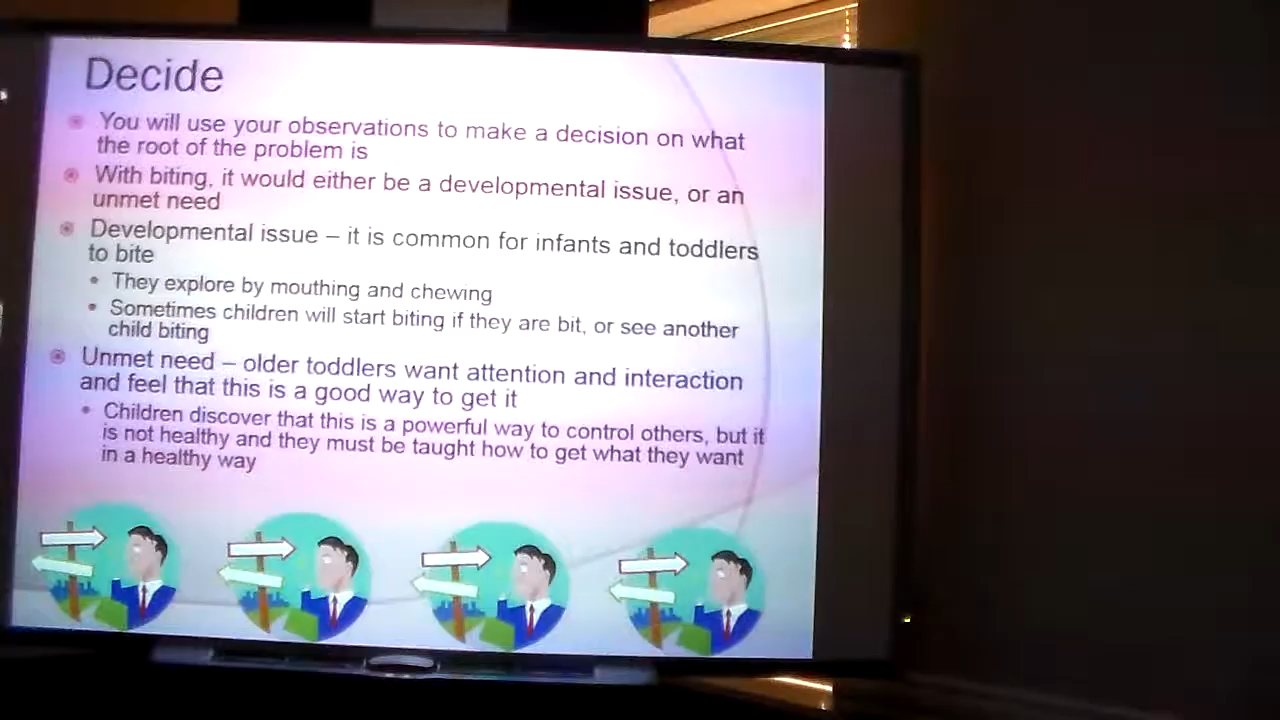 Decide
You will use your observations to make a decision on what
the root of the problem is
With biting, it would either be a developmental issue, or an
unmet need
Developmental issue – it is common for infants and toddlers
to bite
They explore by mouthing and chewing
Sometimes children will start biting if they are bit, or see another
child biting
Unmet need – older toddlers want attention and interaction
and feel that this is a good way to get it
Children discover that this is a powerful way to control others, but it
is not healthy and they must be taught how to get what they want
in a healthy way